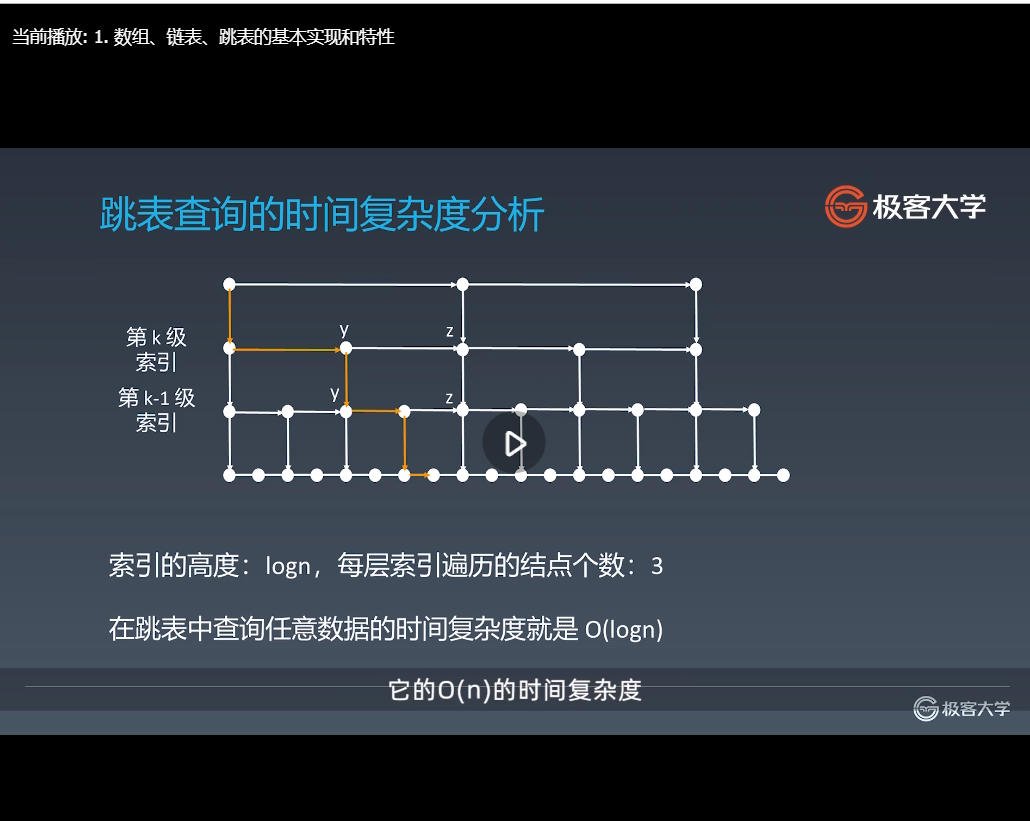 当前播放: 1. 数组、链表、跳表的基本实现和特性
跳表查询的时间复杂度分析
极客大学
第 k 级
索引
y
z
第 k-1 级
索引
y
z
索引的高度：logn，每层索引遍历的结点个数：3
在跳表中查询任意数据的时间复杂度就是 O(logn)
它的O(n)的时间复杂度
极客大学